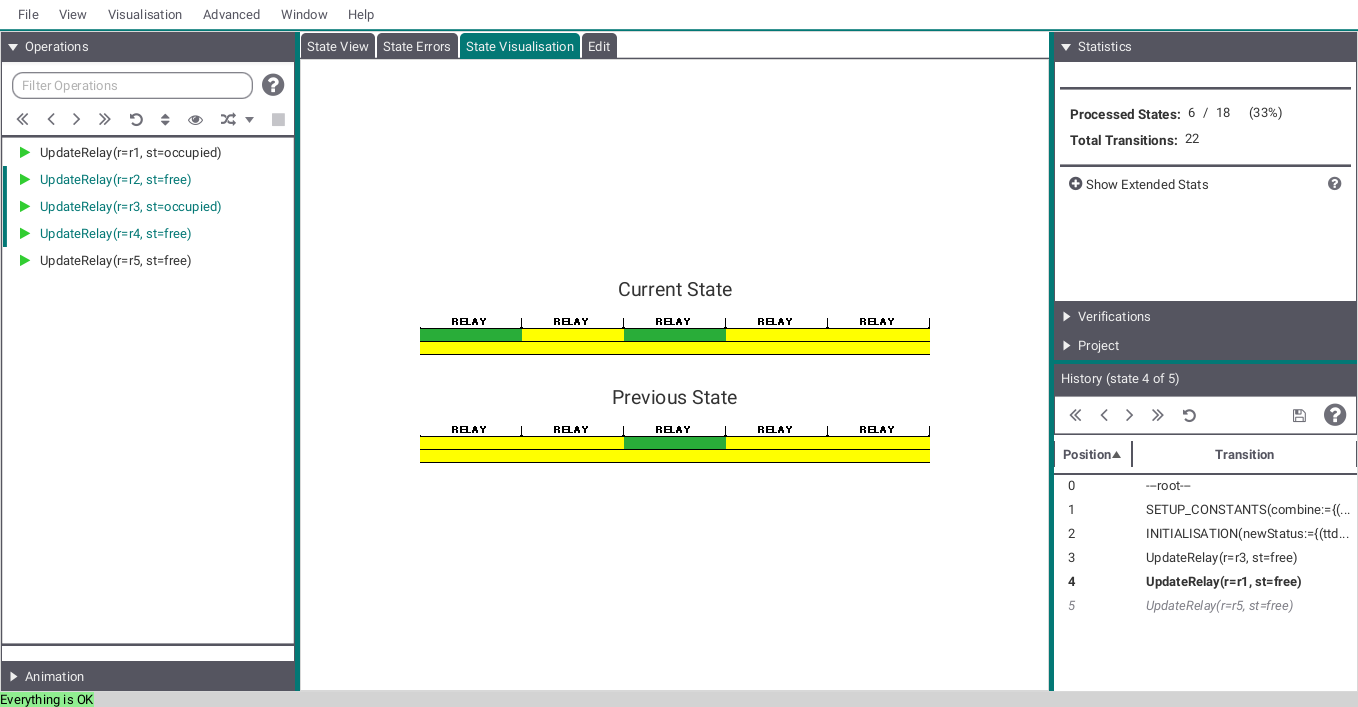 File View Visualisation Advanced Window Help
Operations
Filter Operations
UpdateRelay(r=r1, st=occupied)
UpdateRelay(r=r2, st=free)
UpdateRelay(r=r3, st=occupied)
UpdateRelay(r=r4, st=free)
UpdateRelay(r=r5, st=free)
Animation
State View State Errors State Visualisation Edit
Current State
RELAY RELAY RELAY RELAY RELAY
Previous State
RELAY RELAY RELAY RELAY RELAY
Statistics
Processed States: 6 / 18 (33%)
Total Transitions: 22
Show Extended Stats
Verifications
Project
History (state 4 of 5)
Position Transition
0 ---root---
1 SETUP_CONSTANTS(combine:={(...
2 INITIALISATION(newStatus:={(ttd...
3 UpdateRelay(r=r3, st=free)
4 UpdateRelay(r=r1, st=free)
5 UpdateRelay(r=r5, st=free)
Everything is OK